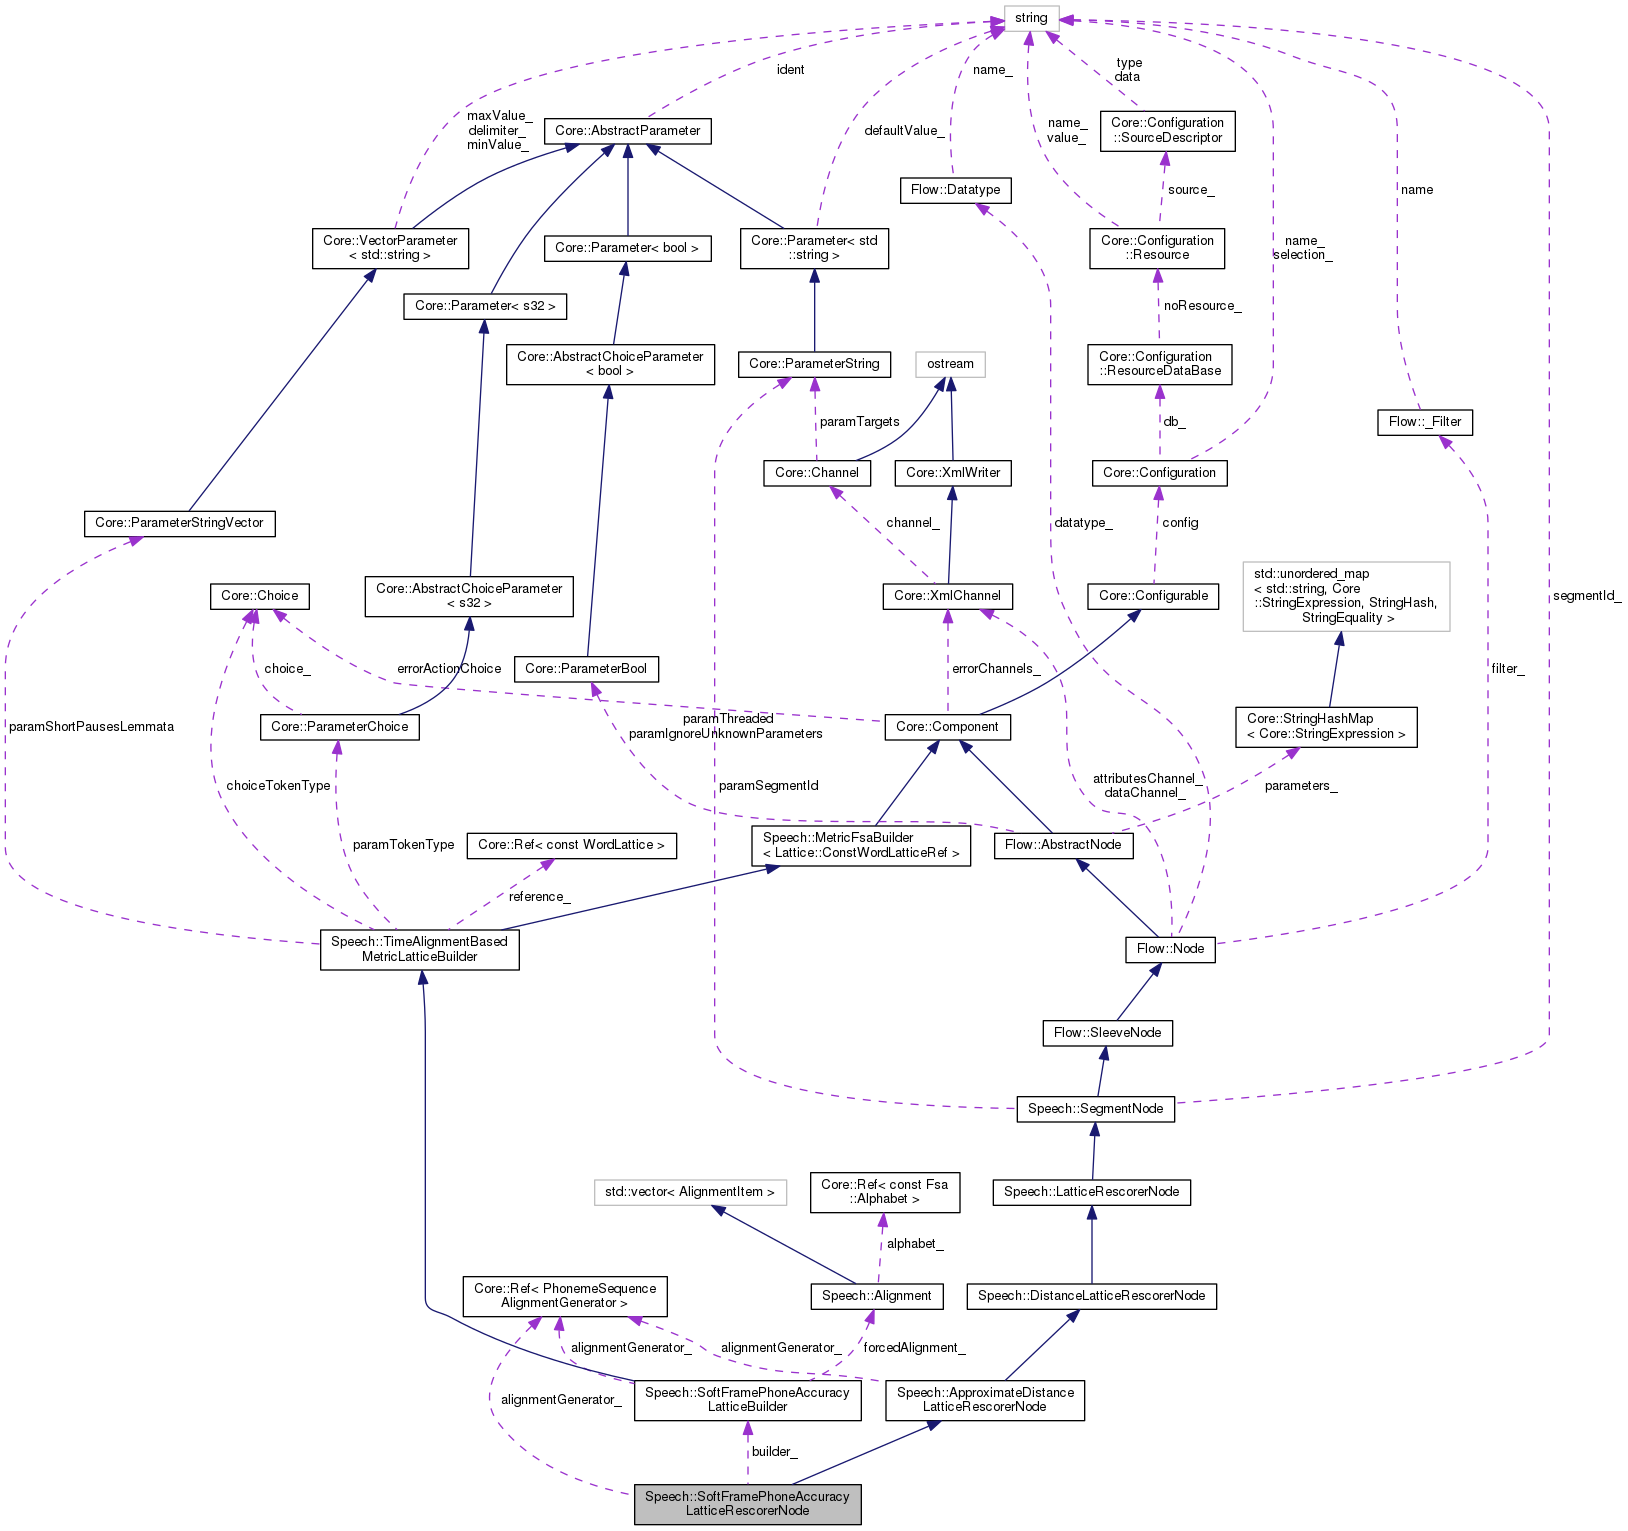 string
ident
name_
type
data
maxValue_
delimiter_
minValue_
Core::AbstractParameter
defaultValue_
name_
value_
Core::Configuration
::SourceDescriptor
Flow::Datatype
source_
name
Core::VectorParameter
< std::string >
Core::Parameter< bool >
Core::Parameter< std
::string >
Core::Configuration
::Resource
name_
selection_
Core::Parameter< s32 >
noResource_
Core::AbstractChoiceParameter
< bool >
Core::ParameterString
ostream
Core::Configuration
::ResourceDataBase
paramTargets
db_
Flow::_Filter
Core::Channel
Core::XmlWriter
Core::Configuration
Core::ParameterStringVector
channel_
datatype_
config
Core::Choice
Core::AbstractChoiceParameter
< s32 >
Core::XmlChannel
Core::Configurable
std::unordered_map
< std::string, Core
::StringExpression, StringHash,
StringEquality >
segmentId_
choice_
errorActionChoice
Core::ParameterBool
errorChannels_
filter_
paramShortPausesLemmata
Core::ParameterChoice
paramThreaded
paramIgnoreUnknownParameters
Core::Component
Core::StringHashMap
< Core::StringExpression >
choiceTokenType
paramSegmentId
attributesChannel_
dataChannel_
parameters_
paramTokenType
Core::Ref< const WordLattice >
Speech::MetricFsaBuilder
< Lattice::ConstWordLatticeRef >
Flow::AbstractNode
reference_
Speech::TimeAlignmentBased
MetricLatticeBuilder
Flow::Node
Flow::SleeveNode
Speech::SegmentNode
std::vector< AlignmentItem >
Core::Ref< const Fsa
::Alphabet >
Speech::LatticeRescorerNode
alphabet_
Core::Ref< PhonemeSequence
AlignmentGenerator >
Speech::Alignment
Speech::DistanceLatticeRescorerNode
alignmentGenerator_
alignmentGenerator_
forcedAlignment_
alignmentGenerator_
Speech::SoftFramePhoneAccuracy
LatticeBuilder
Speech::ApproximateDistance
LatticeRescorerNode
builder_
Speech::SoftFramePhoneAccuracy
LatticeRescorerNode